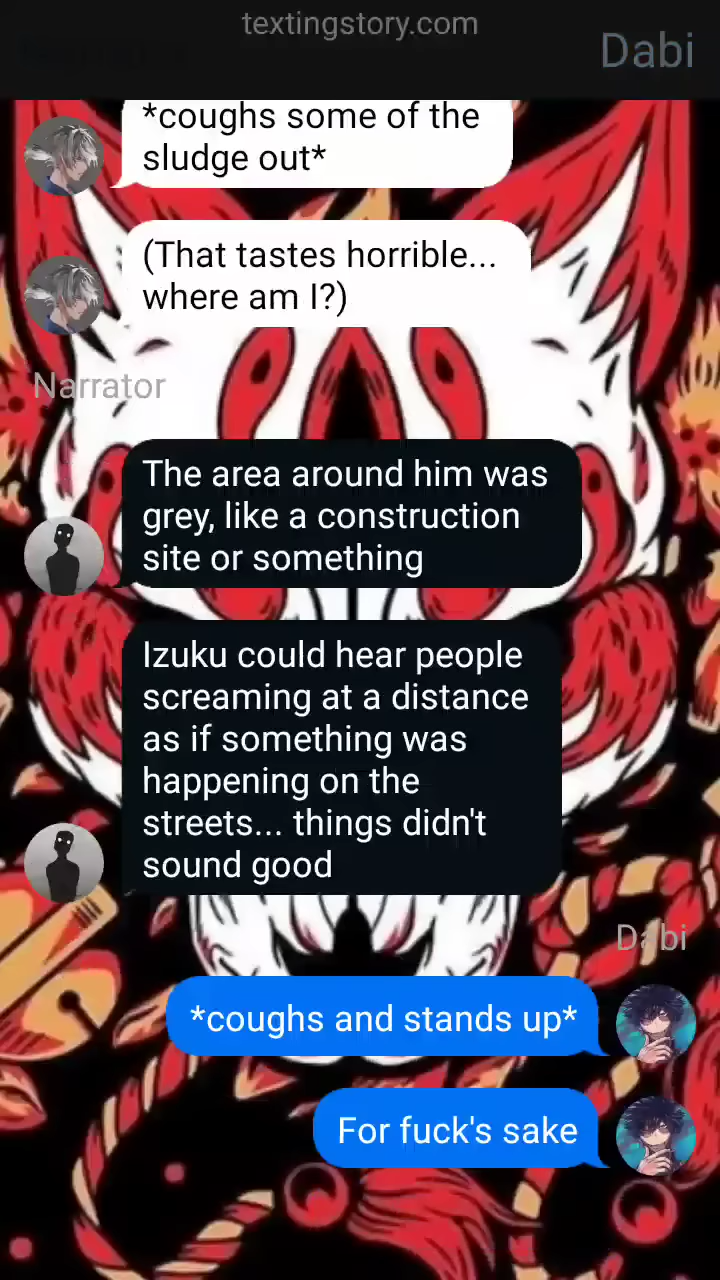 textingstory.com
Dabi
*coughs some of the
sludge out*
(That tastes horrible...
where am I?)
Narrator
The area around him was
grey, like a construction
site or something
Izuku could hear people
screaming at a distance
as if something was
happening on the
streets... things didn't
sound good
Dabi
*coughs and stands up*
For fuck's sake